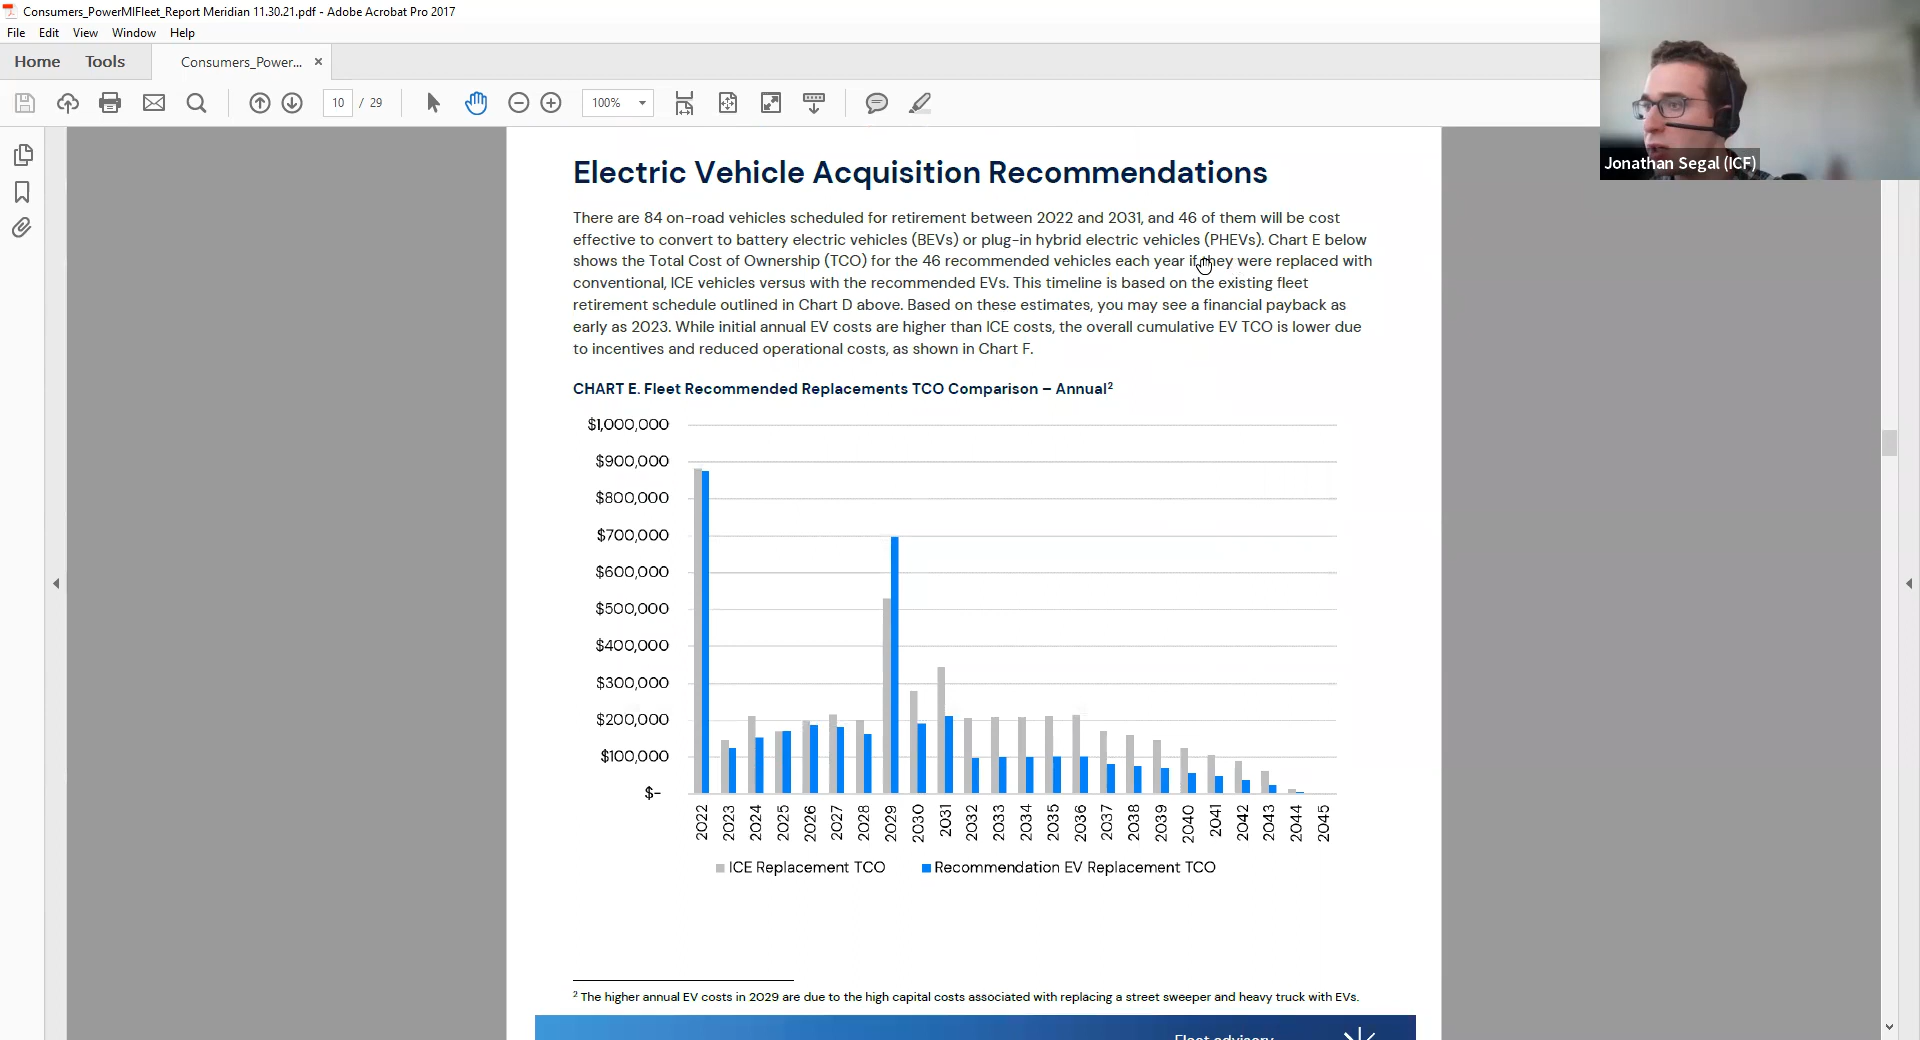 Consumers_PowerMIFleet_Report Meridian 11.30.21.pdf - Adobe Acrobat Pro 2017
File Edit View Window Help
Home Tools Consumers_Power... ×
10 / 29 100%
Jonathan Segal (ICF)
Electric Vehicle Acquisition Recommendations
There are 84 on-road vehicles scheduled for retirement between 2022 and 2031, and 46 of them will be cost
effective to convert to battery electric vehicles (BEVs) or plug-in hybrid electric vehicles (PHEVs). Chart E below
shows the Total Cost of Ownership (TCO) for the 46 recommended vehicles each year if they were replaced with
conventional, ICE vehicles versus with the recommended EVs. This timeline is based on the existing fleet
retirement schedule outlined in Chart D above. Based on these estimates, you may see a financial payback as
early as 2023. While initial annual EV costs are higher than ICE costs, the overall cumulative EV TCO is lower due
to incentives and reduced operational costs, as shown in Chart F.
CHART E. Fleet Recommended Replacements TCO Comparison – Annual²
$1,000,000
$900,000
$800,000
$700,000
$600,000
$500,000
$400,000
$300,000
$200,000
$100,000
$-
2022 2023 2024 2025 2026 2027 2028 2029 2030 2031 2032 2033 2034 2035 2036 2037 2038 2039 2040 2041 2042 2043 2044 2045
ICE Replacement TCO Recommendation EV Replacement TCO
² The higher annual EV costs in 2029 are due to the high capital costs associated with replacing a street sweeper and heavy truck with EVs.
Fleet advisory